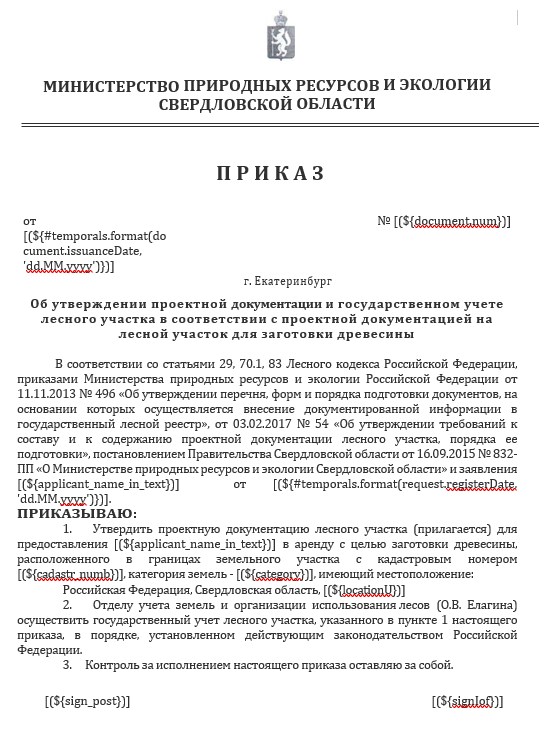 МИНИСТЕРСТВО ПРИРОДНЫХ РЕСУРСОВ И ЭКОЛОГИИ
СВЕРДЛОВСКОЙ ОБЛАСТИ
ПРИКАЗ
от
[(${#temporals.format(do
cument.issuanceDate,
'dd.MM.yyyy')})]
№ [(${document.num})]
г. Екатеринбург
Об утверждении проектной документации и государственном учете
лесного участка в соответствии с проектной документацией на
лесной участок для заготовки древесины
В соответствии со статьями 29, 70.1, 83 Лесного кодекса Российской Федерации,
приказами Министерства природных ресурсов и экологии Российской Федерации от
11.11.2013 № 496 «Об утверждении перечня, форм и порядка подготовки документов, на
основании которых осуществляется внесение документированной информации в
государственный лесной реестр», от 03.02.2017 № 54 «Об утверждении требований к
составу и к содержанию проектной документации лесного участка, порядка ее
подготовки», постановлением Правительства Свердловской области от 16.09.2015 № 832-
ПП «О Министерстве природных ресурсов и экологии Свердловской области» и заявления
[(${applicant_name_in_text})] от [(${#temporals.format(request.registerDate,
'dd.MM.yyyy')})].
ПРИКАЗЫВАЮ:
1. Утвердить проектную документацию лесного участка (прилагается) для
предоставления [(${applicant_name_in_text})] в аренду с целью заготовки древесины,
расположенного в границах земельного участка с кадастровым номером
[(${cadastr_numb})], категория земель - [(${category})], имеющий местоположение:
Российская Федерация, Свердловская область, [(${locationU})]
2. Отделу учета земель и организации использования лесов (О.В. Елагина)
осуществить государственный учет лесного участка, указанного в пункте 1 настоящего
приказа, в порядке, установленном действующим законодательством Российской
Федерации.
3. Контроль за исполнением настоящего приказа оставляю за собой.
[(${sign_post})] [(${signIof})]